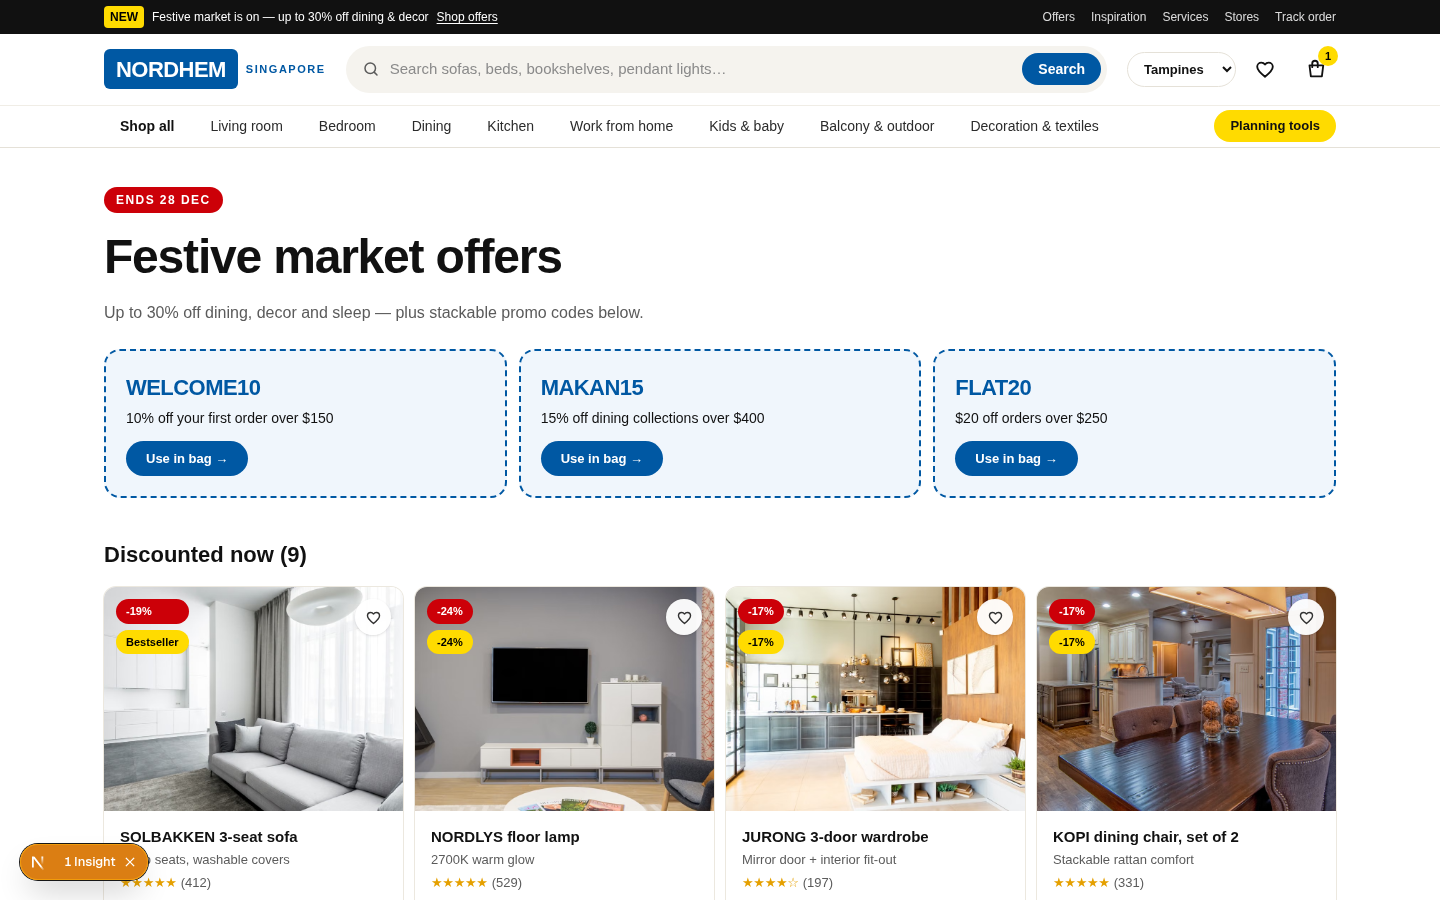 NEW Festive market is on — up to 30% off dining & decor Shop offers Offers Inspiration Services Stores Track order
NORDHEM SINGAPORE Search sofas, beds, bookshelves, pendant lights… Search Tampines 1
Shop all Living room Bedroom Dining Kitchen Work from home Kids & baby Balcony & outdoor Decoration & textiles Planning tools
ENDS 28 DEC
Festive market offers
Up to 30% off dining, decor and sleep — plus stackable promo codes below.
WELCOME10
10% off your first order over $150
Use in bag →
MAKAN15
15% off dining collections over $400
Use in bag →
FLAT20
$20 off orders over $250
Use in bag →
Discounted now (9)
-19%
Bestseller
SOLBAKKEN 3-seat sofa
seats, washable covers
★★★★★ (412)
-24%
-24%
NORDLYS floor lamp
2700K warm glow
★★★★★ (529)
-17%
-17%
JURONG 3-door wardrobe
Mirror door + interior fit-out
★★★★☆ (197)
-17%
-17%
KOPI dining chair, set of 2
Stackable rattan comfort
★★★★★ (331)
1 Insight